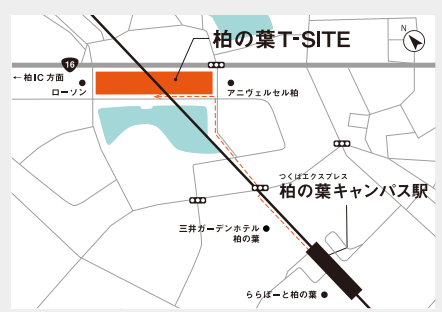 柏の葉T-SITE
N
16
←柏IC 方面
ローソン
アニヴェルセル柏
つくばエクスプレス
柏の葉キャンパス駅
三井ガーデンホテル
柏の葉
ららぽーと柏の葉